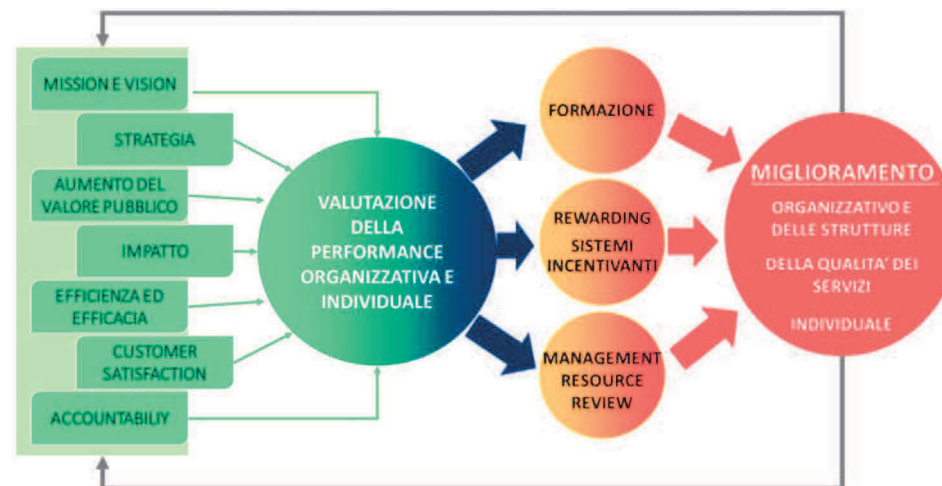 MISSION E VISION
STRATEGIA
AUMENTO DEL
VALORE PUBBLICO
IMPATTO
EFFICIENZA ED
EFFICACIA
CUSTOMER
SATISFACTION
ACCOUNTABILIY
VALUTAZIONE
DELLA
PERFORMANCE
ORGANIZZATIVA E
INDIVIDUALE
FORMAZIONE
REWARDING
SISTEMI
INCENTIVANTI
MANAGEMENT
RESOURCE
REVIEW
MIGLIORAMENTO
ORGANIZZATIVO E
DELLE STRUTTURE
DELLA QUALITA' DEI
SERVIZI
INDIVIDUALE